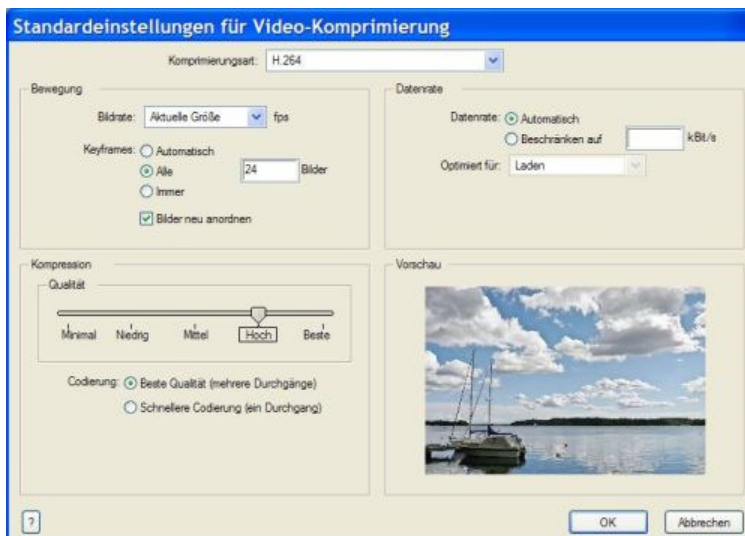 Standardeinstellungen für Video-Komprimierung
Komprimierungsart: H.264
Bewegung
Bildrate: Aktuelle Größe fps
Keyframes: Automatisch
Alle 24 Bilder
Immer
Bilder neu anordnen
Datenrate
Datenrate: Automatisch
Beschränken auf kBit/s
Optimiert für: Laden
Kompression
Qualität
Minimal Niedrig Mittel Hoch Beste
Codierung: Beste Qualität (mehrere Durchgänge)
Schnellere Codierung (ein Durchgang)
Vorschau
? OK Abbrechen